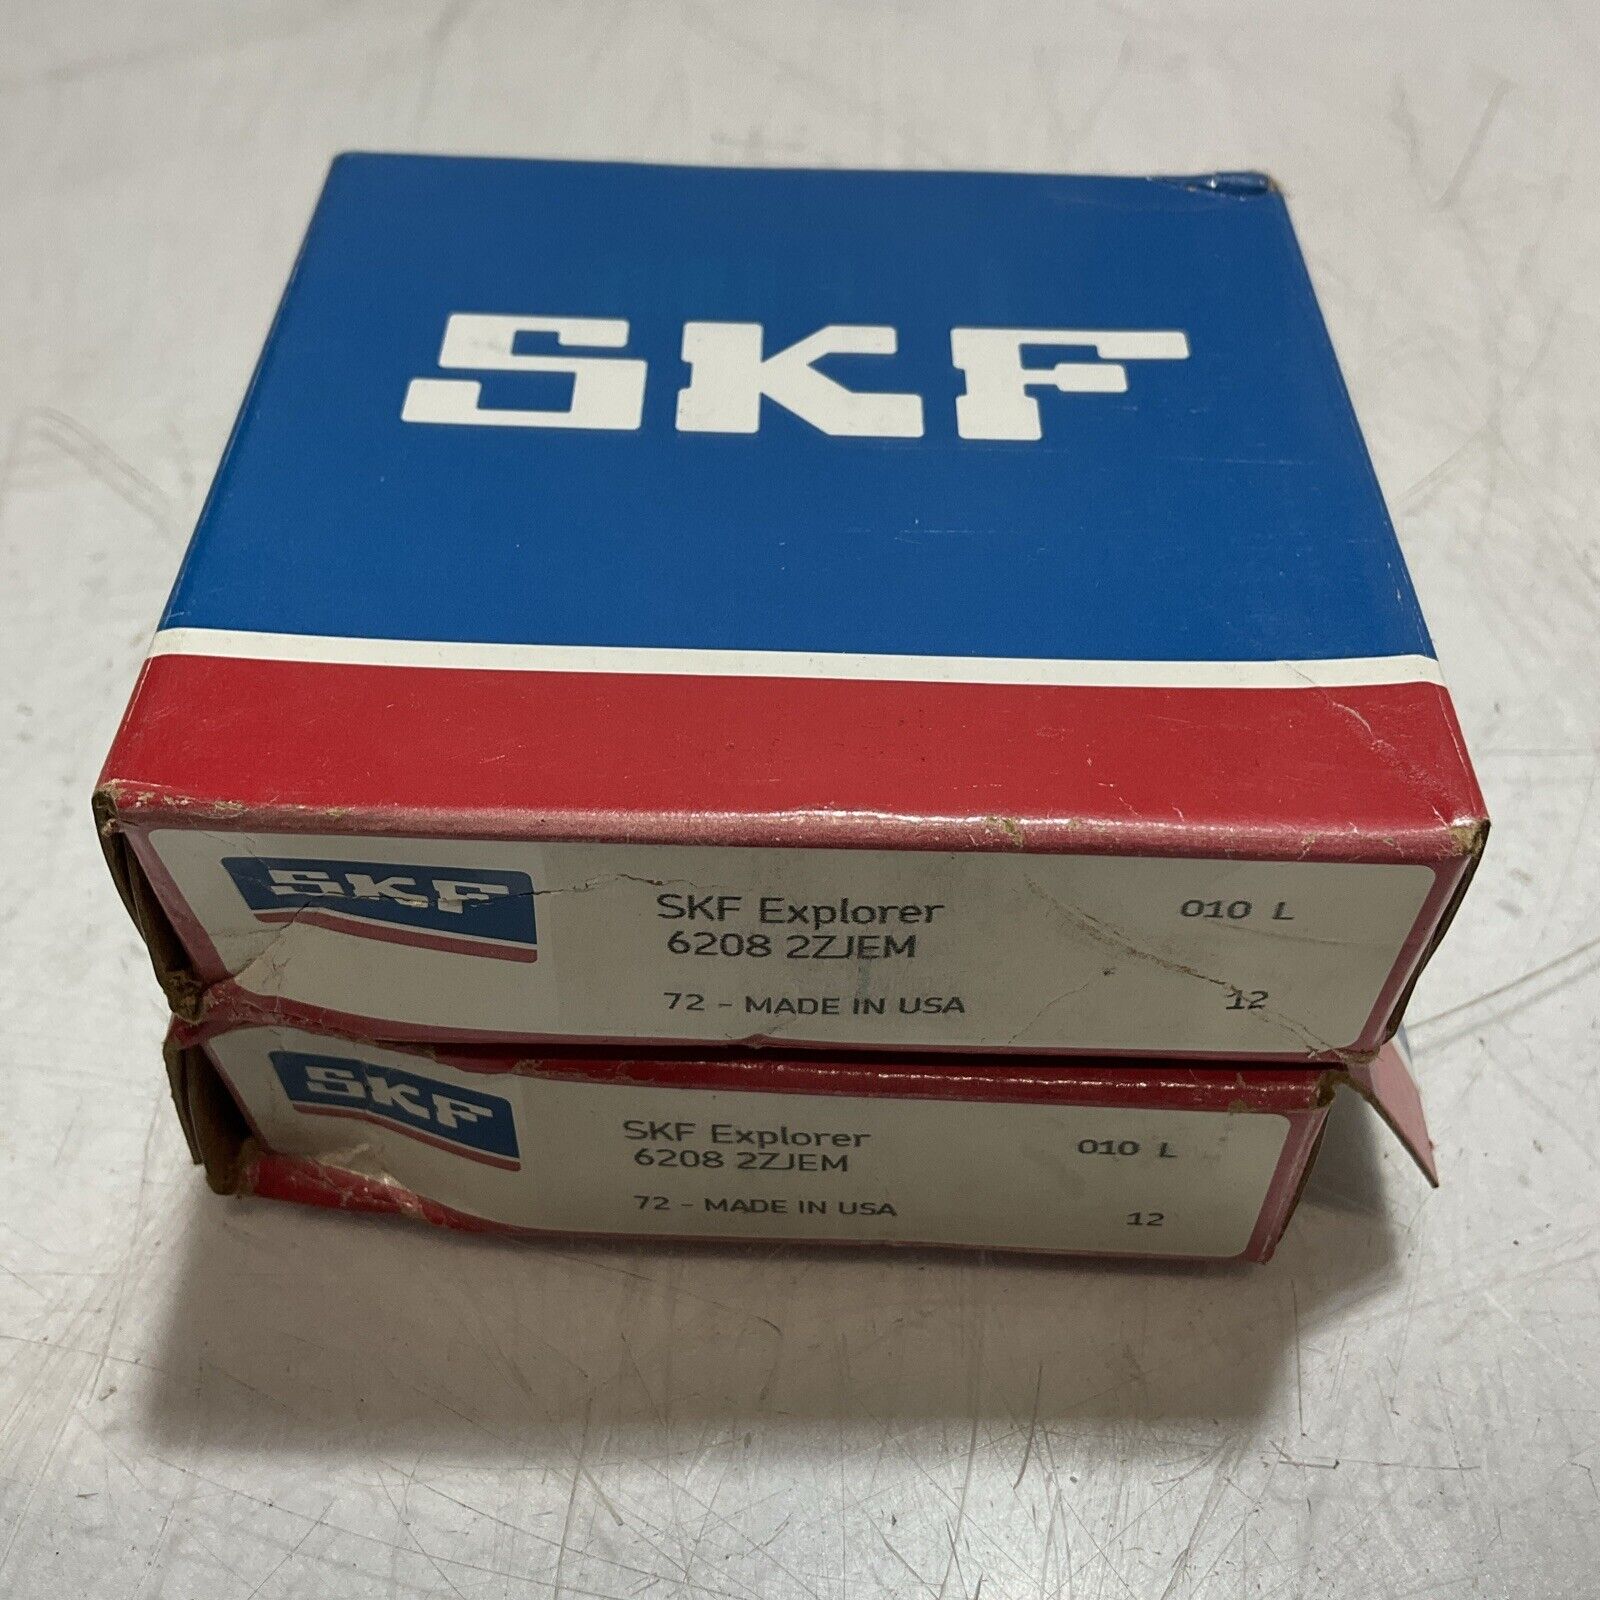 SKF
SKF
SKF Explorer
010 L
6208 2ZJEM
72 - MADE IN USA
12
SKF
SKF Explorer
010 L
6208 2ZJEM
72 - MADE IN USA
12